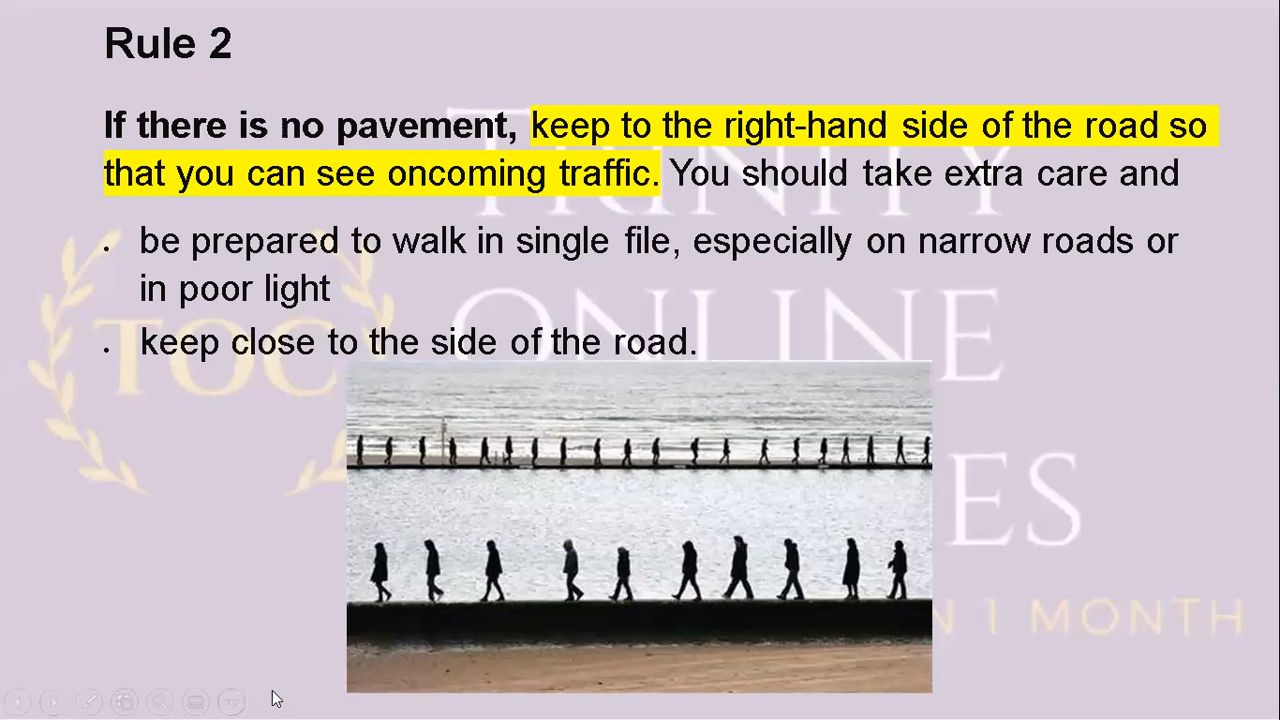 Rule 2
If there is no pavement, keep to the right-hand side of the road so
that you can see oncoming traffic. You should take extra care and
• be prepared to walk in single file, especially on narrow roads or
in poor light
• keep close to the side of the road.
TRINITY
TOC
ONLINE
ES
N 1 MONTH